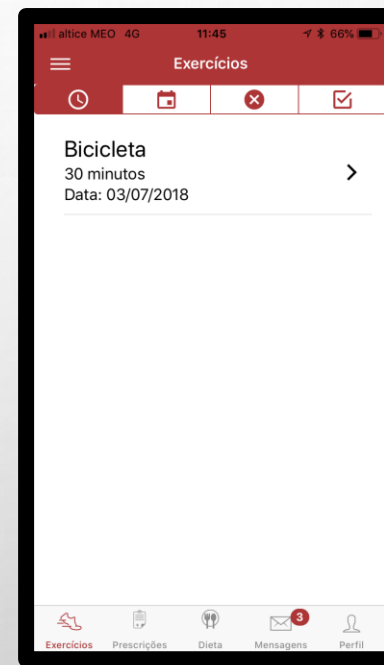 altice MEO 4G 11:45 66%
Exercícios
Bicicleta
30 minutos
Data: 03/07/2018
3
Exercícios Prescrições Dieta Mensagens Perfil